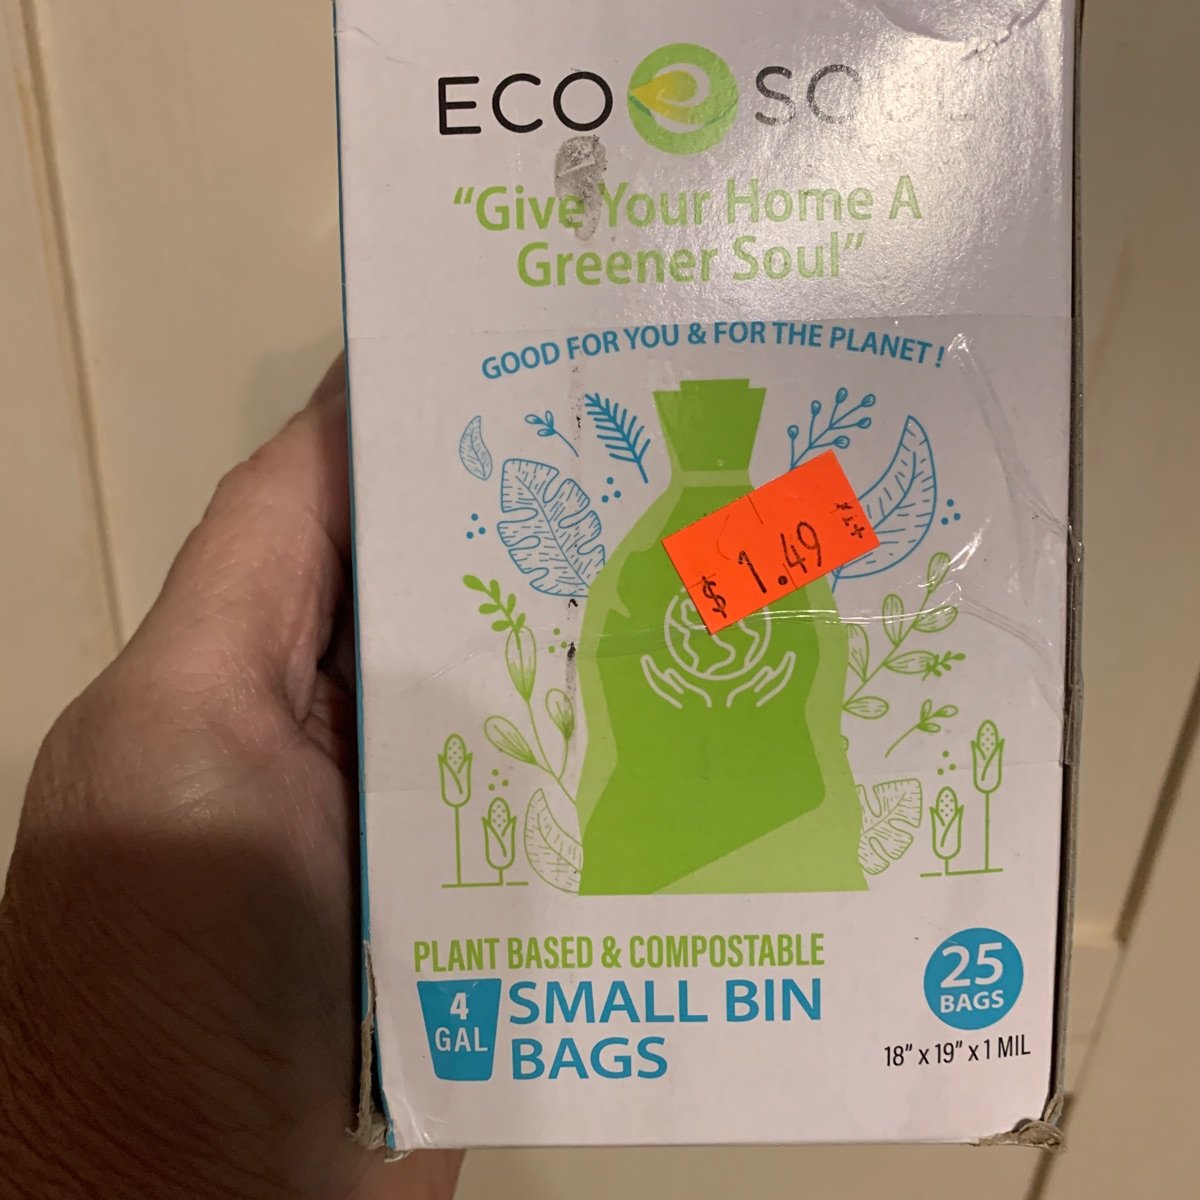 ECO SOUL
"Give Your Home A
Greener Soul"
GOOD FOR YOU & FOR THE PLANET !
$ 1.49
PLANT BASED & COMPOSTABLE
4
GAL
SMALL BIN
BAGS
25
BAGS
18" x 19" x 1 MIL